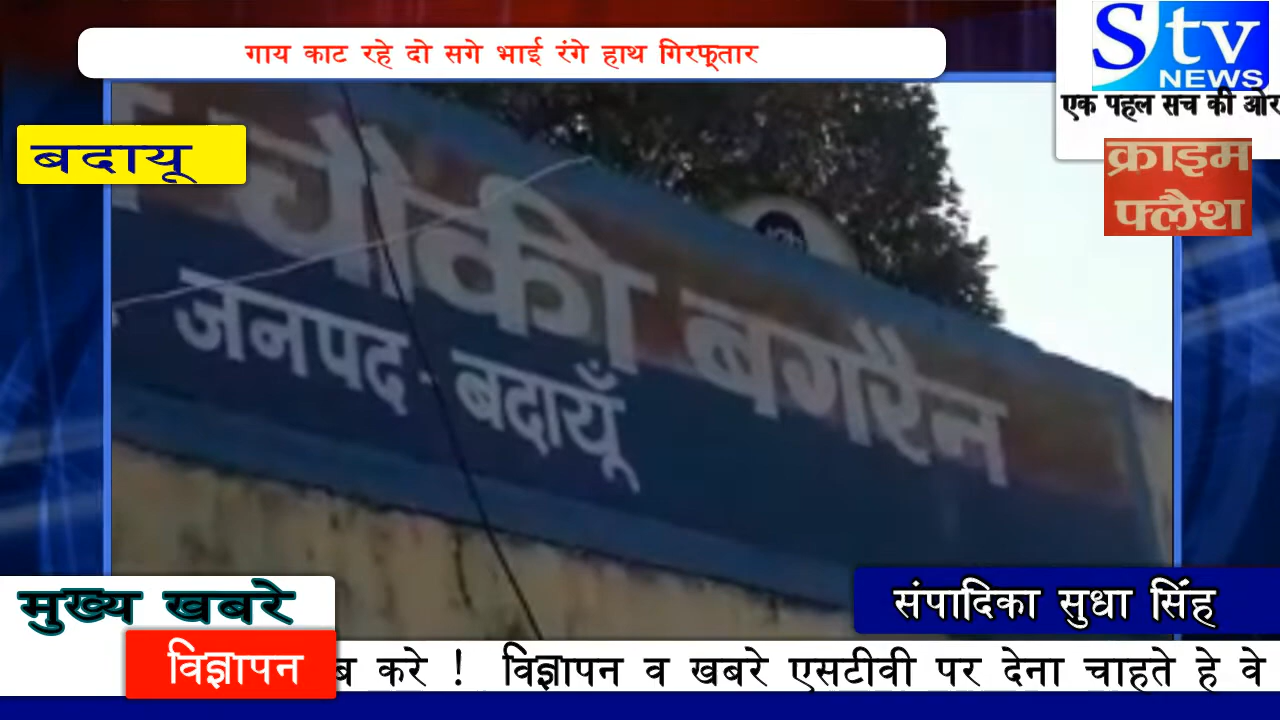 गाय काट रहे दो सगे भाई रंगे हाथ गिरफ्तार
Stv
NEWS
एक पहल सच की ओर
बदायू
क्राइम
फ्लैश
चौकी बगरैन
जनपद-बदायूँ
मुख्य खबरे
संपादिका सुधा सिंह
विज्ञापन
ब करे ! विज्ञापन व खबरे एसटीवी पर देना चाहते हे वे